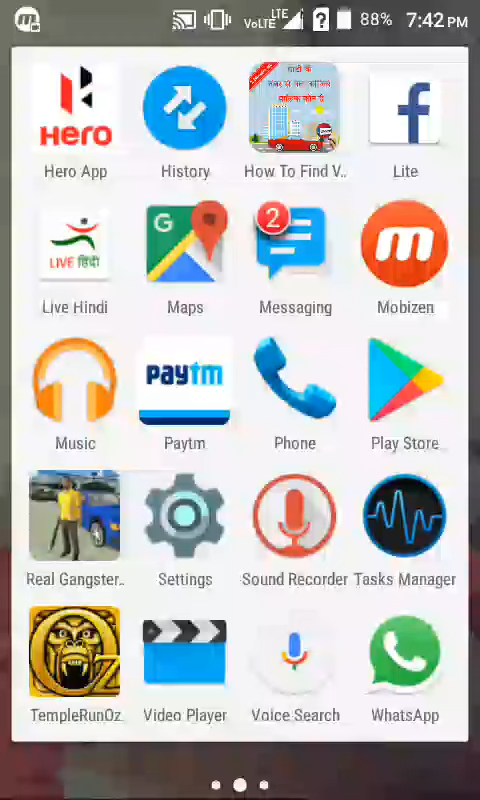 VoLTE LTE ? 88% 7:42 PM
HERO
Hero App History How To Find V.. Lite
G 2
LIVE हिंदी
Live Hindi Maps Messaging Mobizen
paytm
Music Paytm Phone Play Store
Real Gangster.. Settings Sound Recorder Tasks Manager
Oz
TempleRunOz Video Player Voice Search WhatsApp